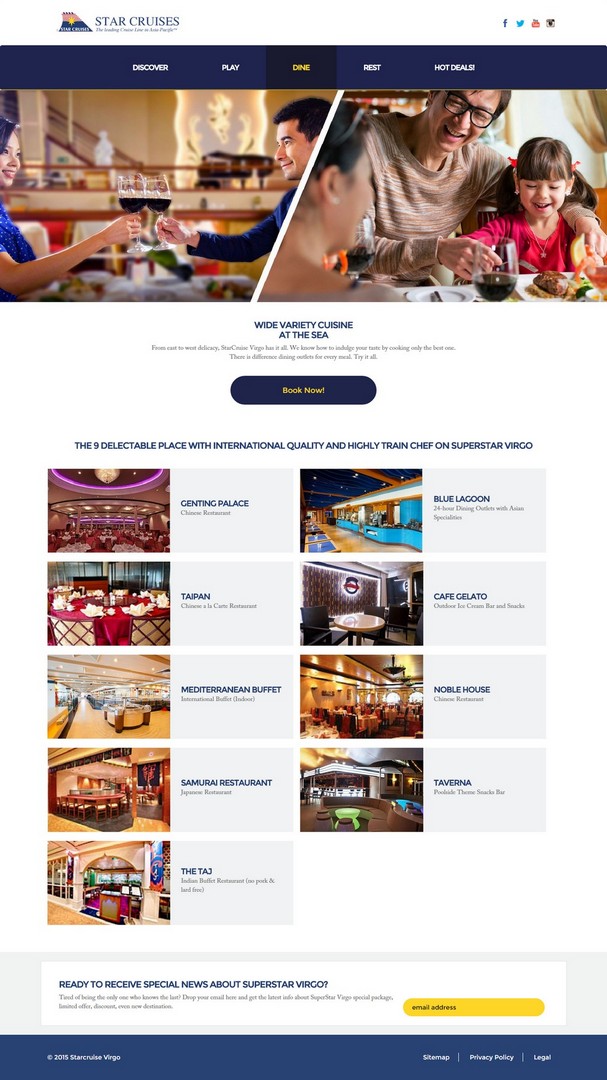 STAR CRUISES
STAR CRUISES
The leading Cruise Line in Asia-Pacific™
DISCOVER
PLAY
DINE
REST
HOT DEALS!
WIDE VARIETY CUISINE
AT THE SEA
From east to west delicacy, StarCruise Virgo has it all. We know how to indulge your taste by cooking only the best one.
There is difference dining outlets for every meal. Try it all.
Book Now!
THE 9 DELECTABLE PLACE WITH INTERNATIONAL QUALITY AND HIGHLY TRAIN CHEF ON SUPERSTAR VIRGO
GENTING PALACE
Chinese Restaurant
BLUE LAGOON
24-hour Dining Outlets with Asian
Specialities
TAIPAN
Chinese a la Carte Restaurant
CAFE GELATO
Outdoor Ice Cream Bar and Snacks
MEDITERRANEAN BUFFET
International Buffet (Indoor)
NOBLE HOUSE
Chinese Restaurant
SAMURAI RESTAURANT
Japanese Restaurant
TAVERNA
Poolside Theme Snacks Bar
THE TAJ
Indian Buffet Restaurant (no pork &
lard free)
READY TO RECEIVE SPECIAL NEWS ABOUT SUPERSTAR VIRGO?
Tired of being the only one who knows the last? Drop your email here and get the latest info about SuperStar Virgo special package,
limited offer, discount, even new destination.
email address
© 2015 Starcruise Virgo
Sitemap
Privacy Policy
Legal